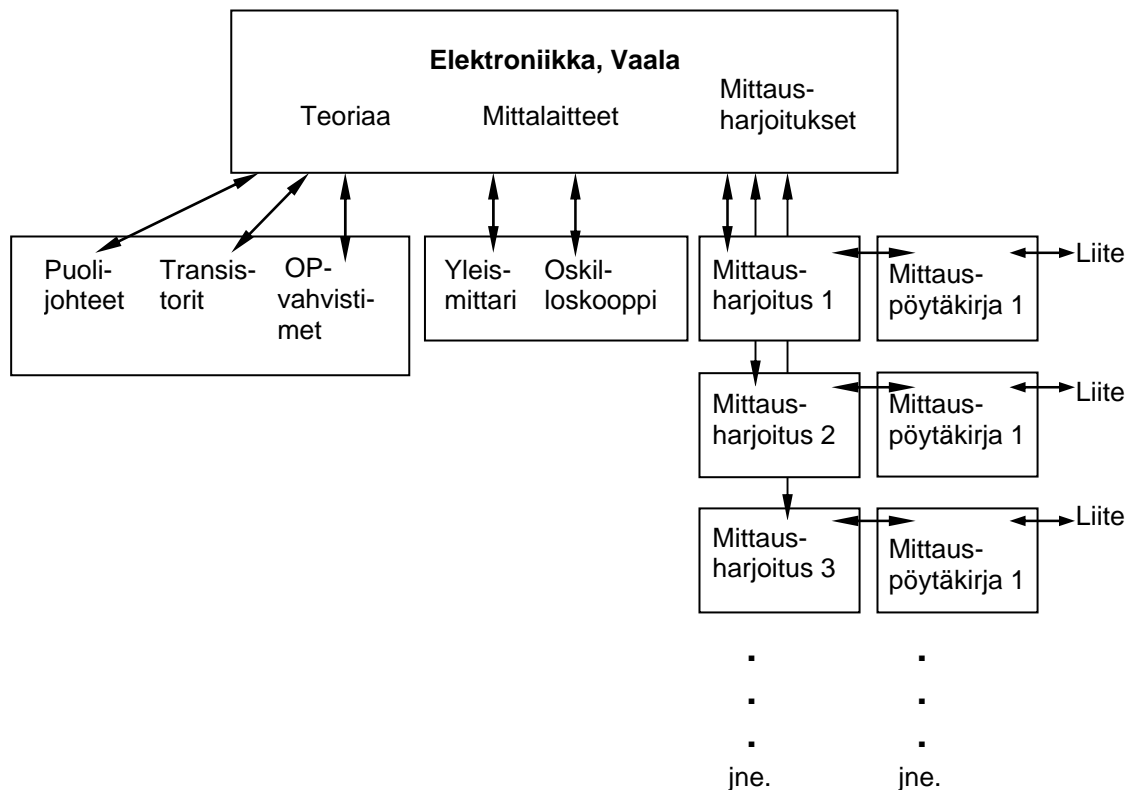 Elektroniikka, Vaala
Teoriaa
Mittalaitteet
Mittaus-
harjoitukset
Puoli-
johteet
Transis-
torit
OP-
vahvisti-
met
Yleis-
mittari
Oskil-
loskooppi
Mittaus-
harjoitus 1
Mittaus-
pöytäkirja 1
Liite
Mittaus-
harjoitus 2
Mittaus-
pöytäkirja 1
Liite
Mittaus-
harjoitus 3
Mittaus-
pöytäkirja 1
Liite
.
.
.
jne.
.
.
.
jne.